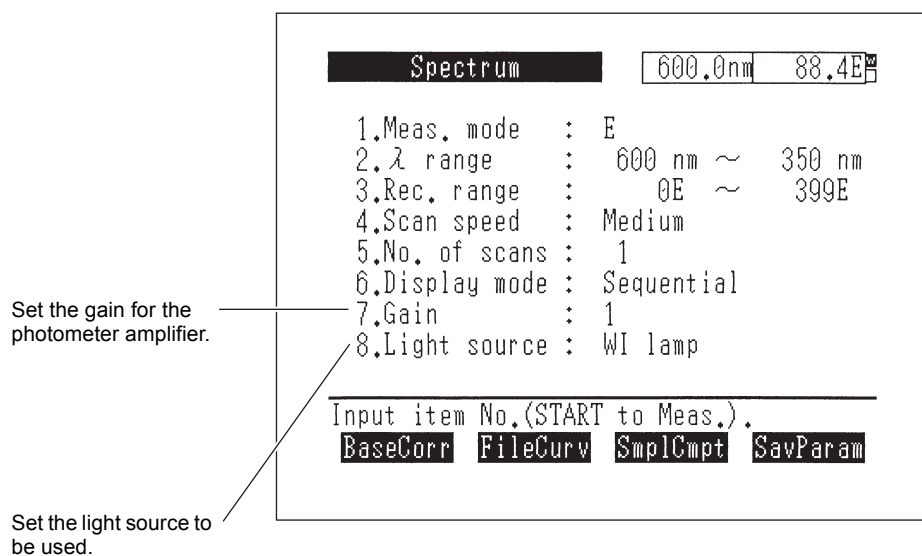 Spectrum 600.0nm 88.4E W
1.Meas. mode : E
2.λ range : 600 nm ~ 350 nm
3.Rec. range : 0E ~ 399E
4.Scan speed : Medium
5.No. of scans : 1
6.Display mode : Sequential
7.Gain : 1
8.Light source : WI lamp
Input item No.(START to Meas.).
BaseCorr FileCurv SmplCmpt SavParam
Set the gain for the
photometer amplifier.
Set the light source to
be used.